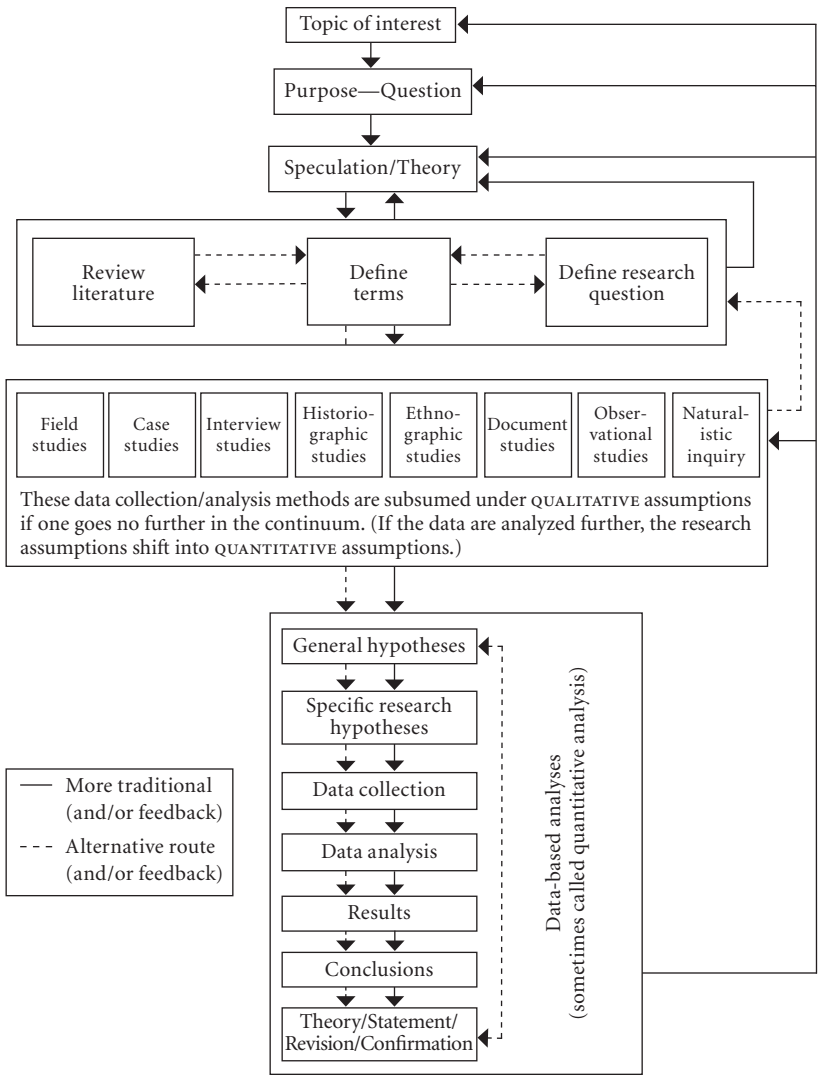 Topic of interest
Purpose—Question
Speculation/Theory
Review
literature
Define
terms
Define research
question
Field
studies
Case
studies
Interview
studies
Historio-
graphic
studies
Ethno-
graphic
studies
Document
studies
Obser-
vational
studies
Natural-
istic
inquiry
These data collection/analysis methods are subsumed under QUALITATIVE assumptions
if one goes no further in the continuum. (If the data are analyzed further, the research
assumptions shift into QUANTITATIVE assumptions.)
General hypotheses
Specific research
hypotheses
Data collection
Data analysis
Results
Conclusions
Theory/Statement/
Revision/Confirmation
Data-based analyses
(sometimes called quantitative analysis)
More traditional
(and/or feedback)
Alternative route
(and/or feedback)